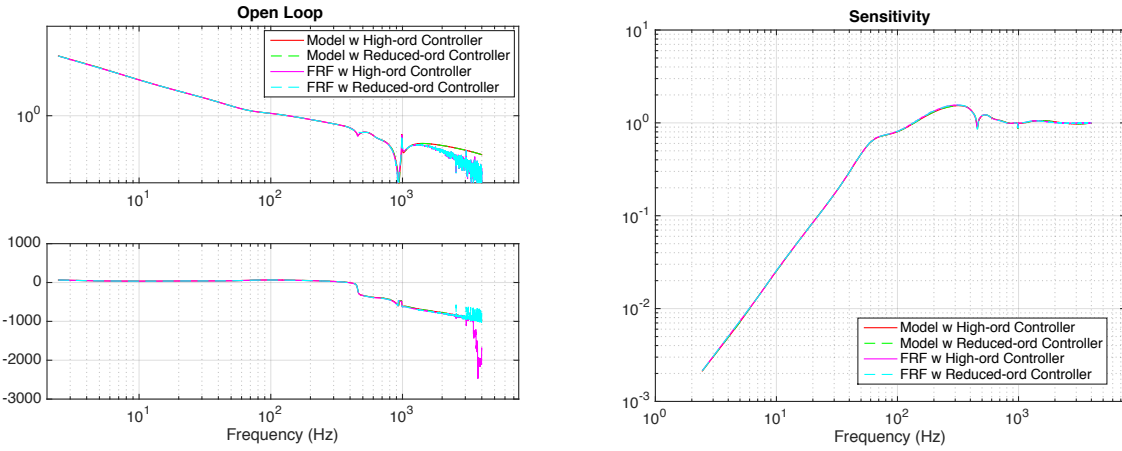 Open Loop
Model w High-ord Controller
Model w Reduced-ord Controller
FRF w High-ord Controller
FRF w Reduced-ord Controller
10^0
10^1
10^2
10^3
1000
0
-1000
-2000
-3000
10^1
10^2
10^3
Frequency (Hz)
Sensitivity
10^1
10^0
10^-1
10^-2
10^-3
Model w High-ord Controller
Model w Reduced-ord Controller
FRF w High-ord Controller
FRF w Reduced-ord Controller
10^0
10^1
10^2
10^3
Frequency (Hz)